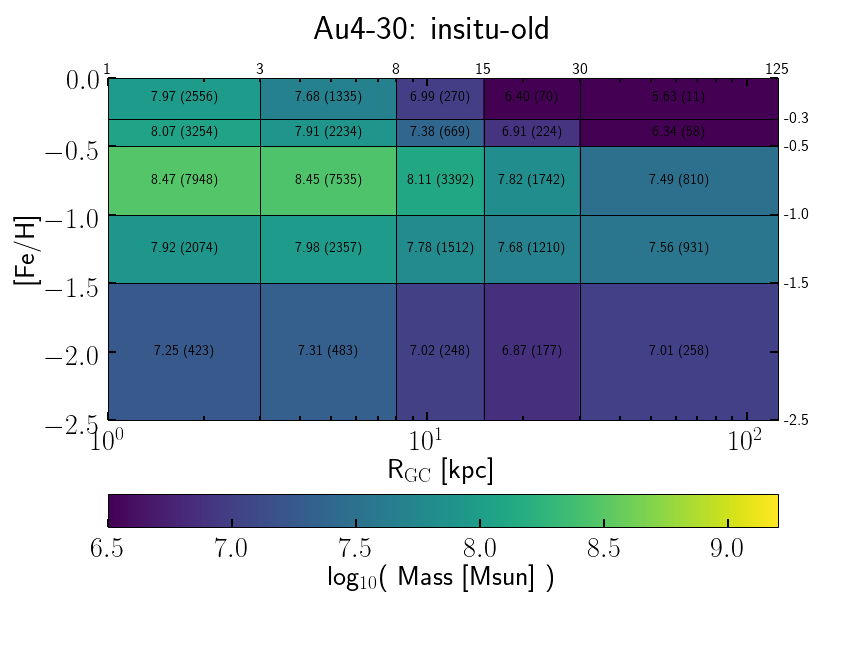 Au4-30: insitu-old
1 3 8 15 30 125
0.0
7.97 (2556) 7.68 (1335) 6.99 (270) 6.40 (70) 5.63 (11)
-0.3
8.07 (3254) 7.91 (2234) 7.38 (669) 6.91 (224) 6.34 (58)
−0.5 -0.5
8.47 (7948) 8.45 (7535) 8.11 (3392) 7.82 (1742) 7.49 (810)
−1.0 -1.0
[Fe/H]
7.92 (2074) 7.98 (2357) 7.78 (1512) 7.68 (1210) 7.56 (931)
−1.5 -1.5
7.25 (423) 7.31 (483) 7.02 (248) 6.87 (177) 7.01 (258)
−2.0
−2.5 -2.5
10⁰ 10¹ 10²
R_GC [kpc]
6.5 7.0 7.5 8.0 8.5 9.0
log₁₀( Mass [Msun] )